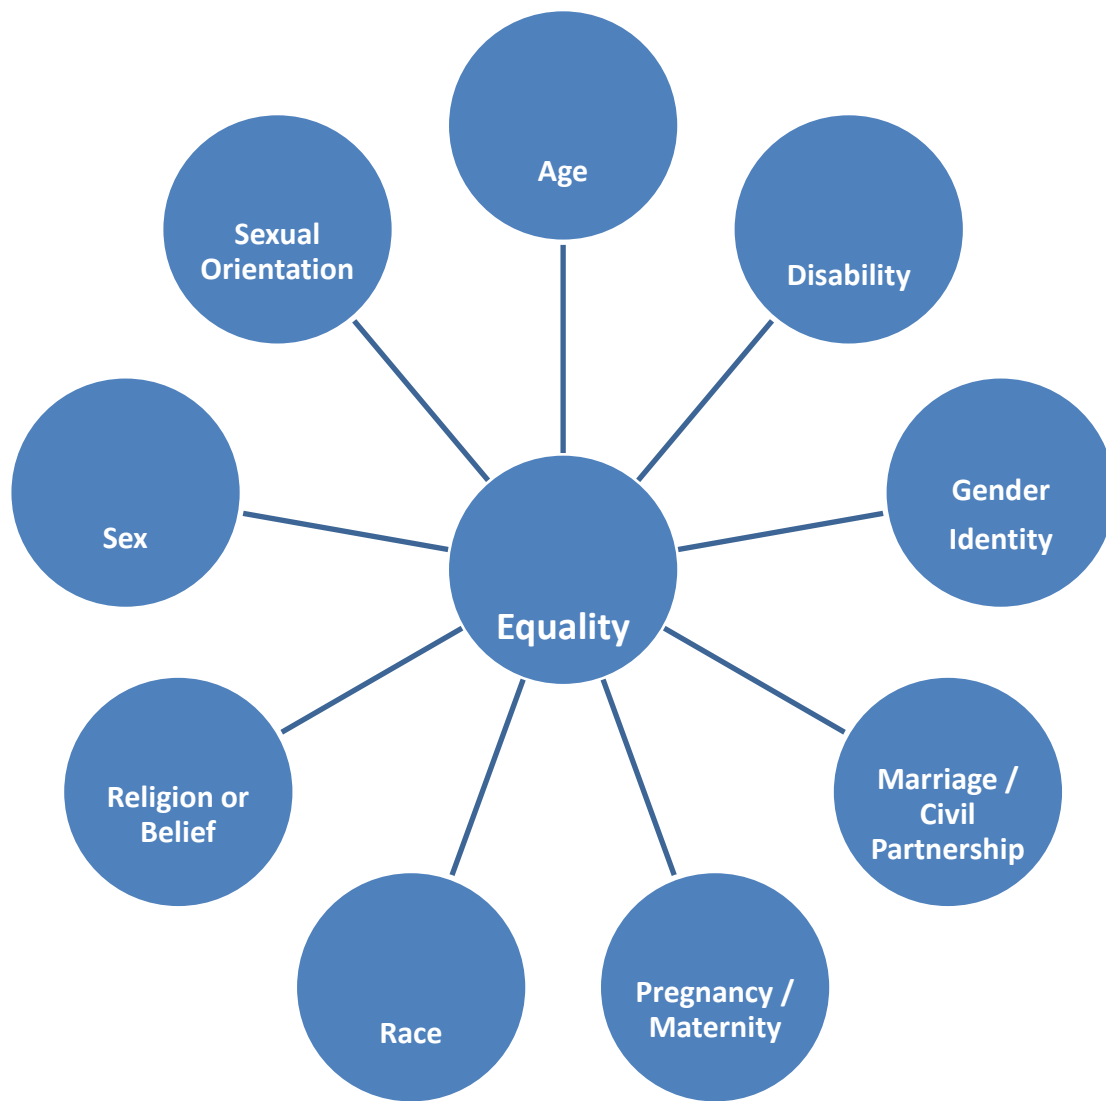 Age
Disability
Gender
Identity
Marriage /
Civil
Partnership
Pregnancy /
Maternity
Race
Religion or
Belief
Sex
Sexual
Orientation
Equality